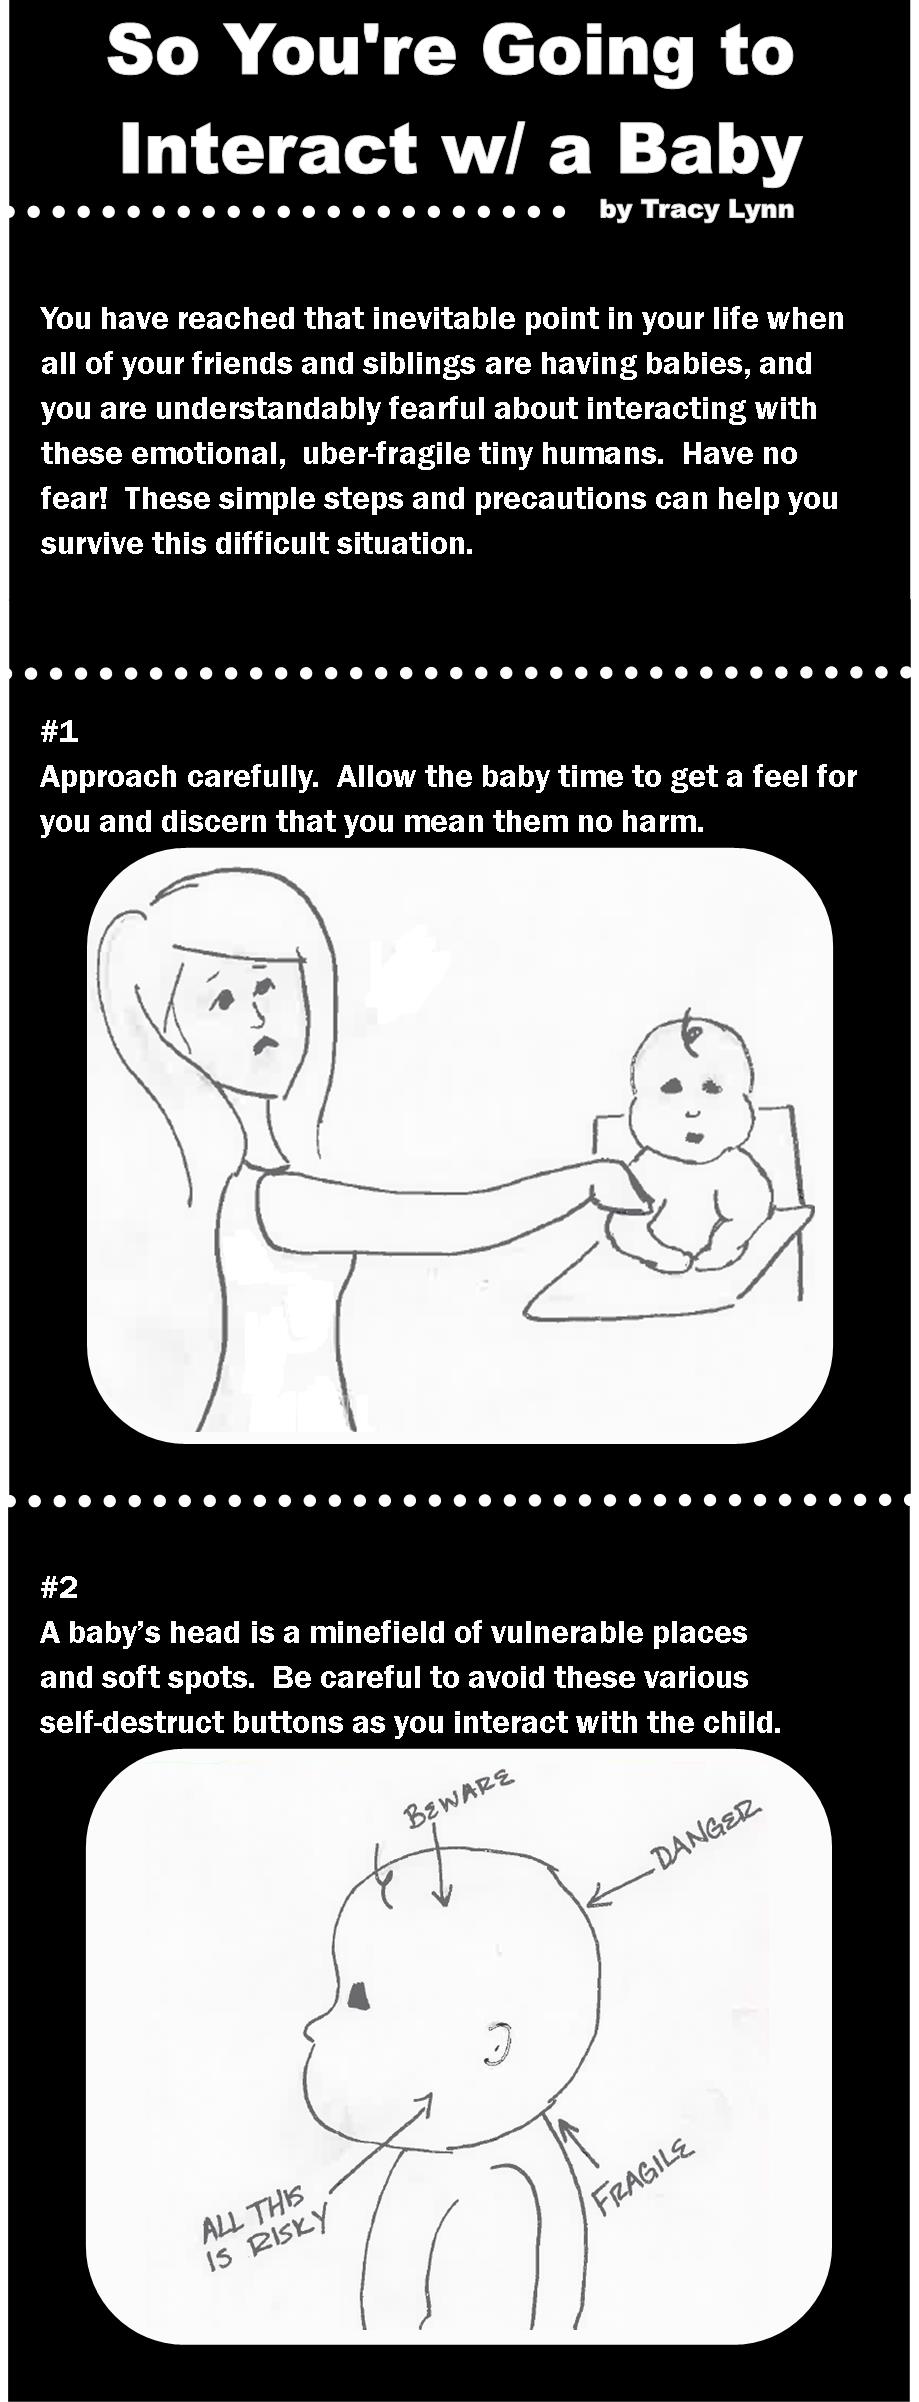 So You're Going to
Interact w/ a Baby
by Tracy Lynn
You have reached that inevitable point in your life when
all of your friends and siblings are having babies, and
you are understandably fearful about interacting with
these emotional,  uber-fragile tiny humans.  Have no
fear!  These simple steps and precautions can help you
survive this difficult situation.
#1
Approach carefully.  Allow the baby time to get a feel for
you and discern that you mean them no harm.
#2
A baby’s head is a minefield of vulnerable places
and soft spots.  Be careful to avoid these various
self-destruct buttons as you interact with the child.
BEWARE
DANGER
FRAGILE
ALL THIS
IS RISKY